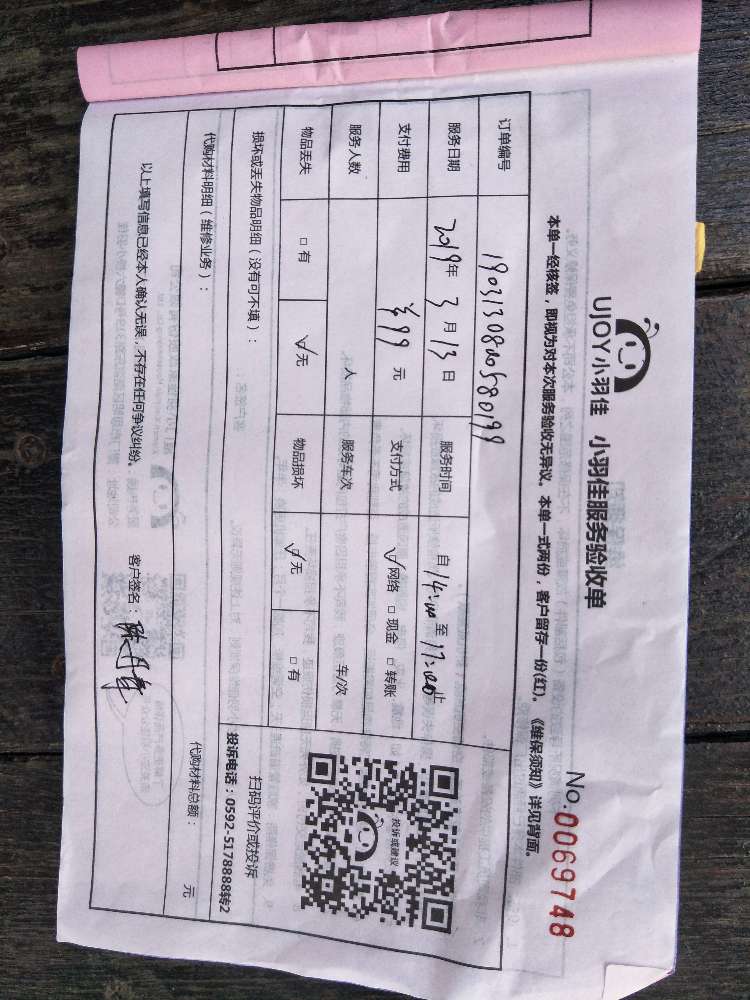 UJOY小羽佳 小羽佳服务验收单
No.0069748
本单一经核签，即视为对本次服务验收无异议。本单一式两份，客户留存一份(红)。《维保须知》详见背面。
订单编号 1903130800580199
服务日期 2019年 3月 13日 服务时间 自 14:00 至 17:00 止
支付费用 ¥99 元 支付方式 ☑网络 □现金 □转账
服务人数 人 服务车次 车/次
物品丢失 □有 ☑无 物品损坏 ☑无 □有
投诉或建议
扫码评价或投诉
投诉电话：0592-5178888转2
损坏或丢失物品明细（没有可不填）：
代购材料明细（维修业务）： 代购材料总额： 元
以上填写信息已经本人确认无误，不存在任何争议纠纷。 客户签名：